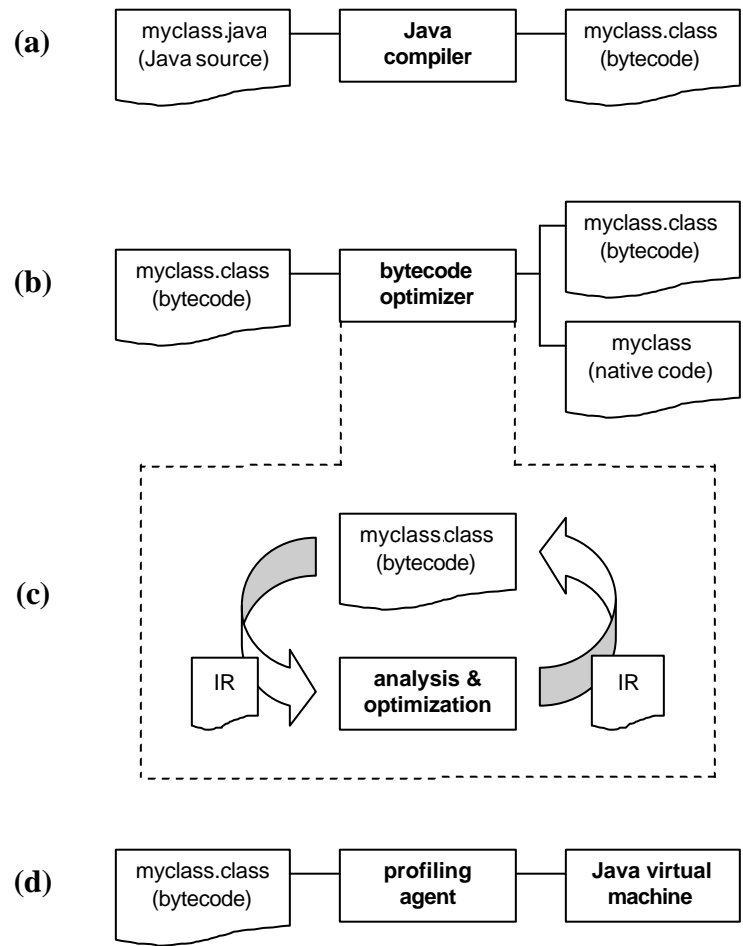 (a)
myclass.java
(Java source)
Java
compiler
myclass.class
(bytecode)
(b)
myclass.class
(bytecode)
bytecode
optimizer
myclass.class
(bytecode)
myclass
(native code)
(c)
myclass.class
(bytecode)
IR
analysis &
optimization
IR
(d)
myclass.class
(bytecode)
profiling
agent
Java virtual
machine